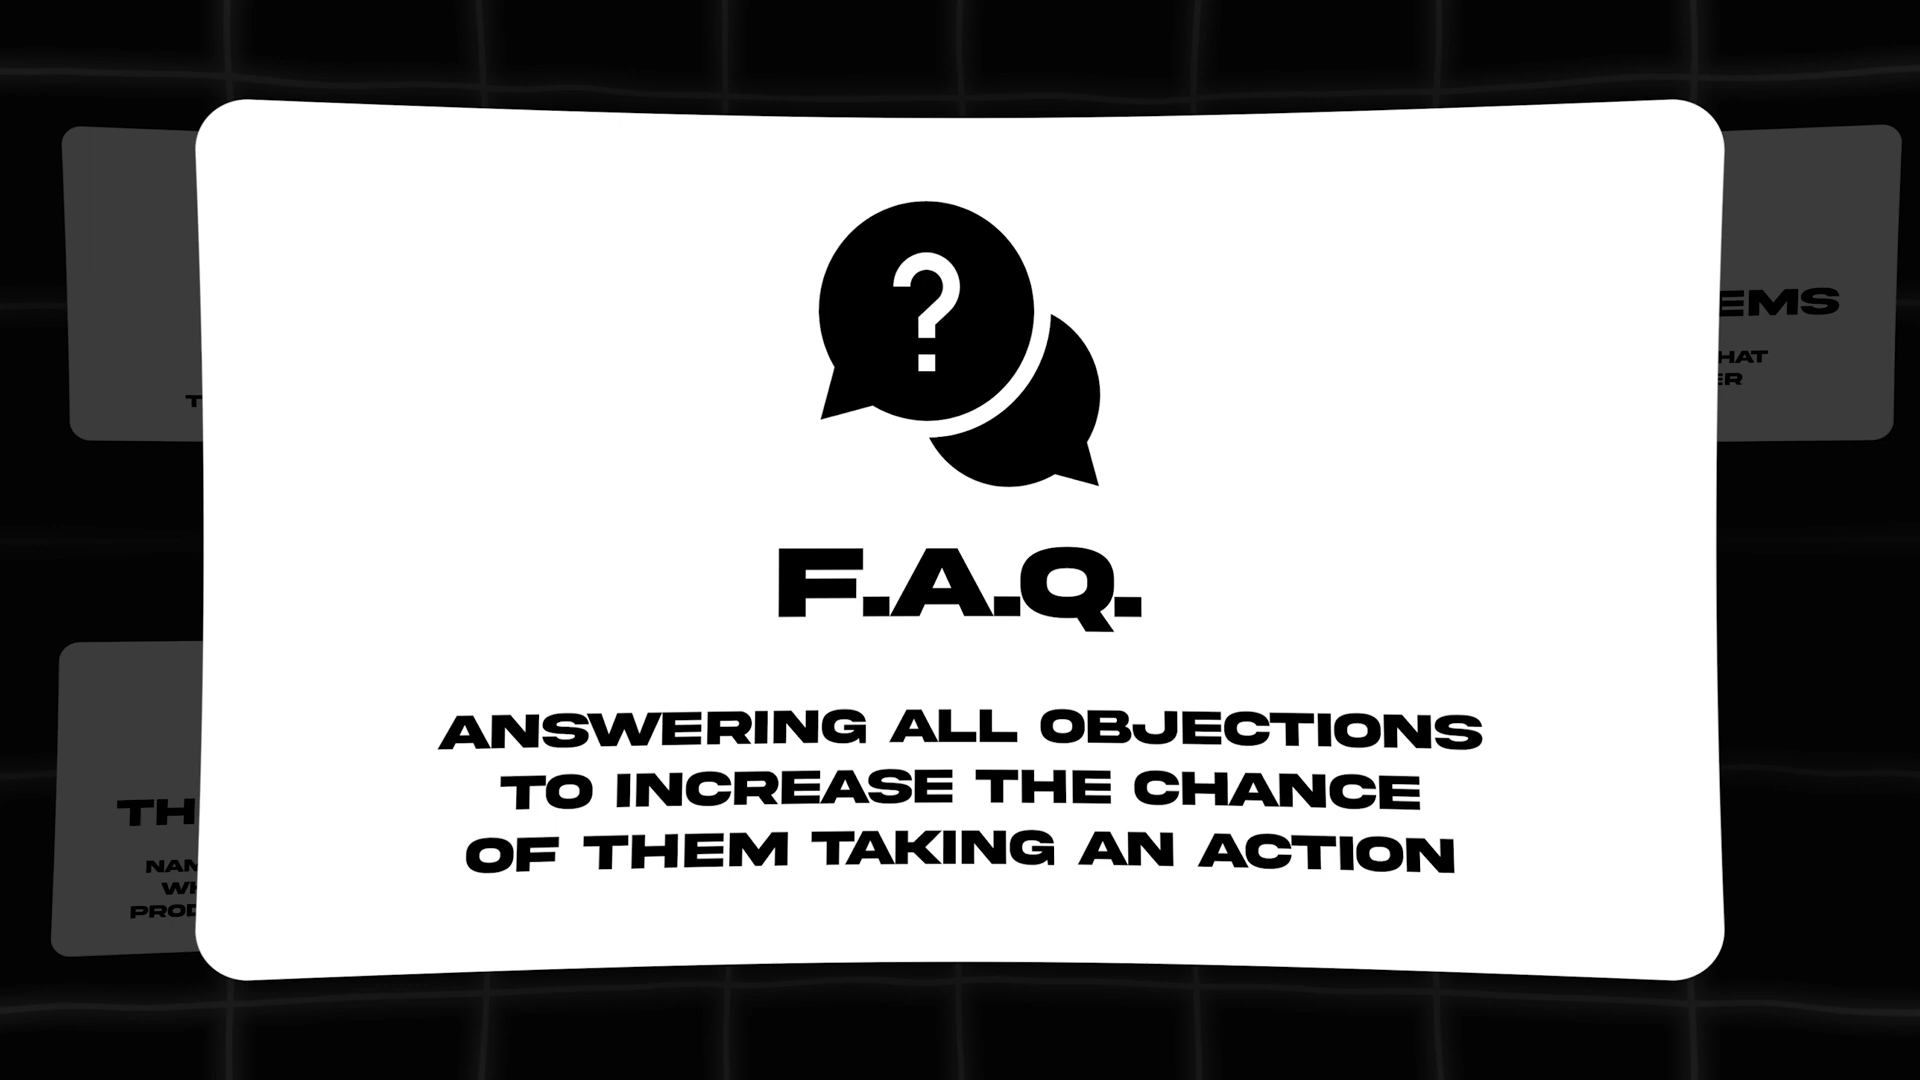 ?
F.A.Q.
ANSWERING ALL OBJECTIONS
TO INCREASE THE CHANCE
OF THEM TAKING AN ACTION